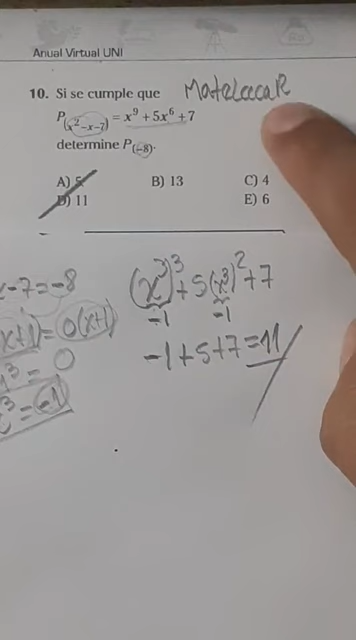 Anual Virtual UNI
10. Si se cumple que MateLucaR
P(x²-x-7) = x⁹ + 5x⁶ + 7
determine P(-8).
A) 5 B) 13 C) 4
D) 11 E) 6
-7=-8
(x³)³+5(x³)²+7
-1 -1
x+1)=0(x+1)
-1+5+7=11
³=0
³=-1